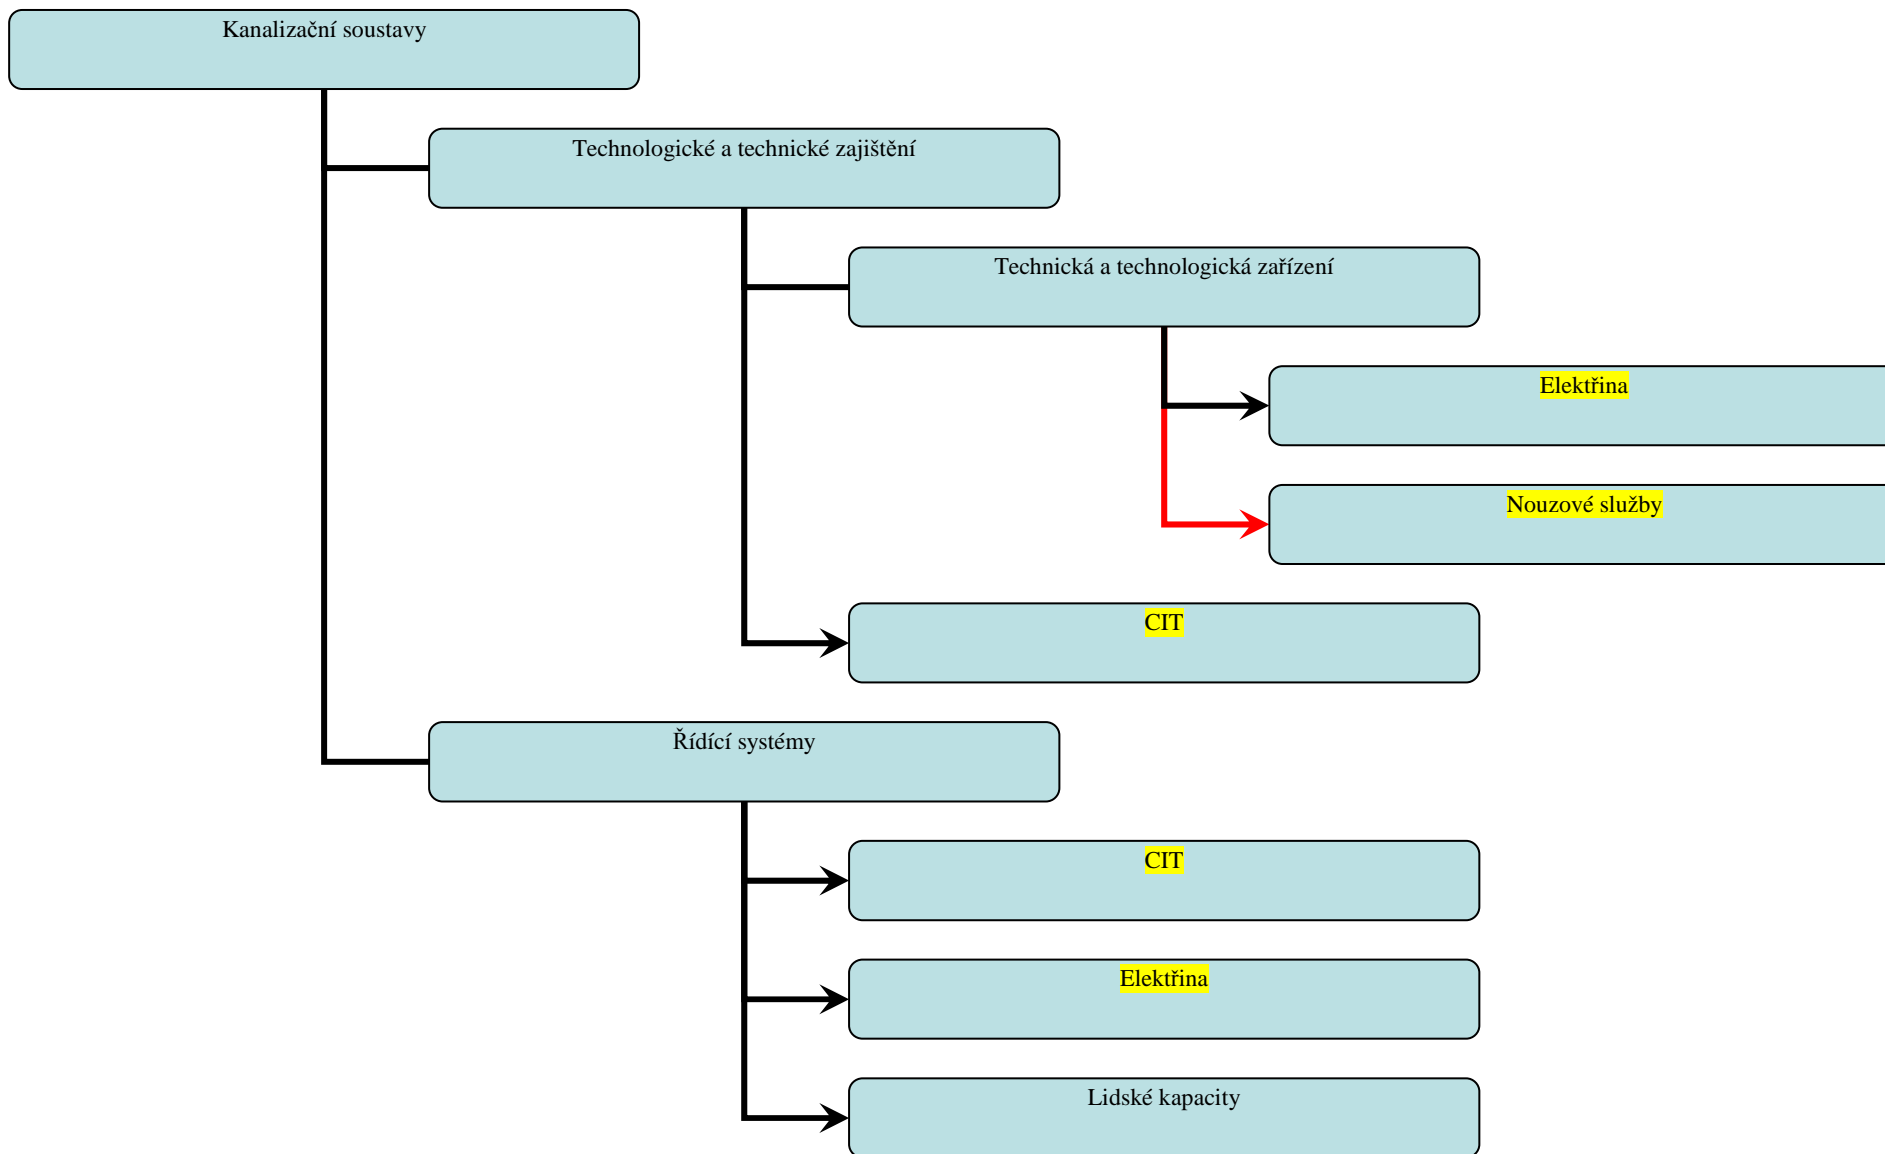 Kanalizační soustavy
Technologické a technické zajištění
Technická a technologická zařízení
Elektřina
Nouzové služby
CIT
Řídící systémy
CIT
Elektřina
Lidské kapacity